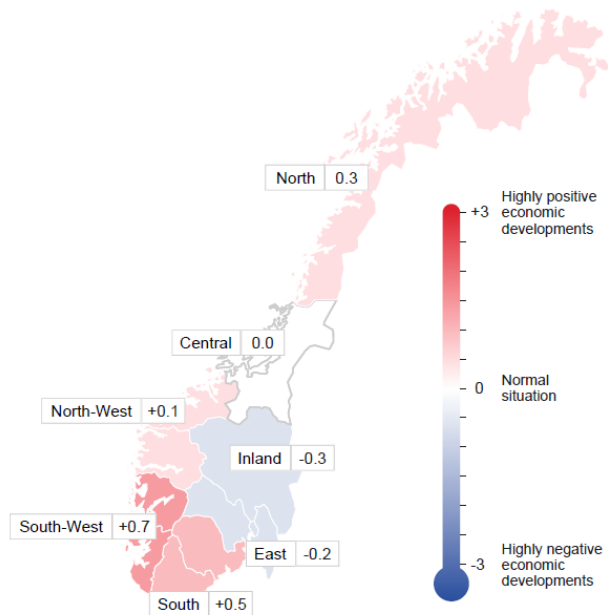 North 0.3
Highly positive
economic
developments
+3
Central 0.0
0
Normal
situation
North-West +0.1
Inland -0.3
South-West +0.7
East -0.2
-3
Highly negative
economic
developments
South +0.5